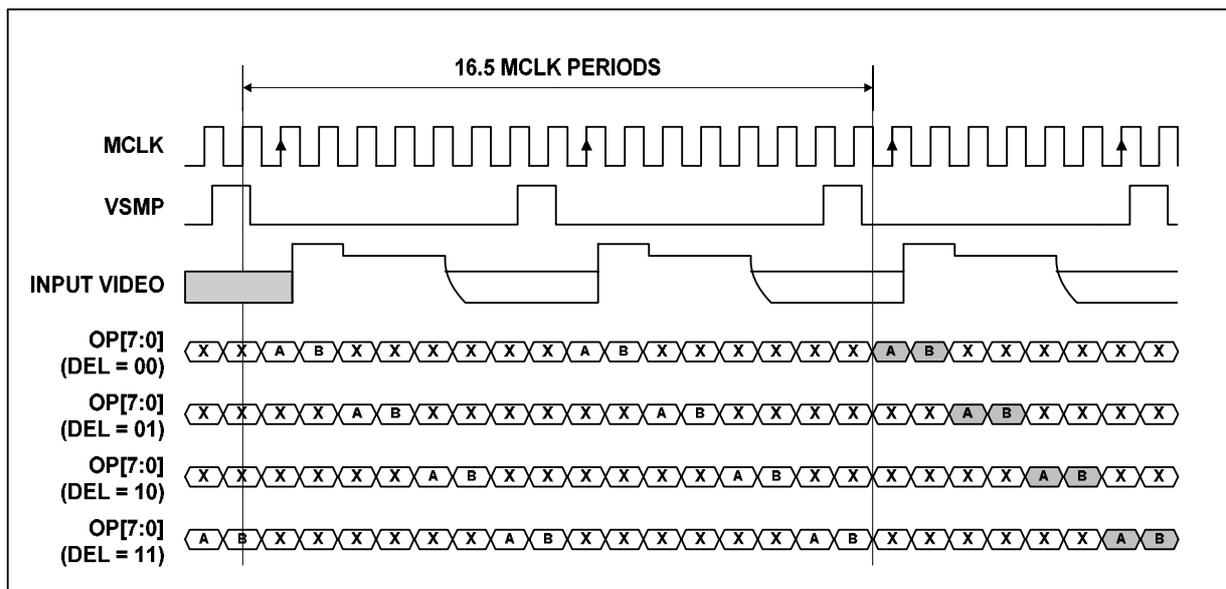 16.5 MCLK PERIODS
MCLK
VSMP
INPUT VIDEO
OP[7:0]
(DEL = 00)
X X A B X X X X X X A B X X X X X X A B X X X X X X
OP[7:0]
(DEL = 01)
X X X X A B X X X X X X A B X X X X X X A B X X X X
OP[7:0]
(DEL = 10)
X X X X X X A B X X X X X X A B X X X X X X A B X X
OP[7:0]
(DEL = 11)
A B X X X X X X A B X X X X X X A B X X X X X X A B